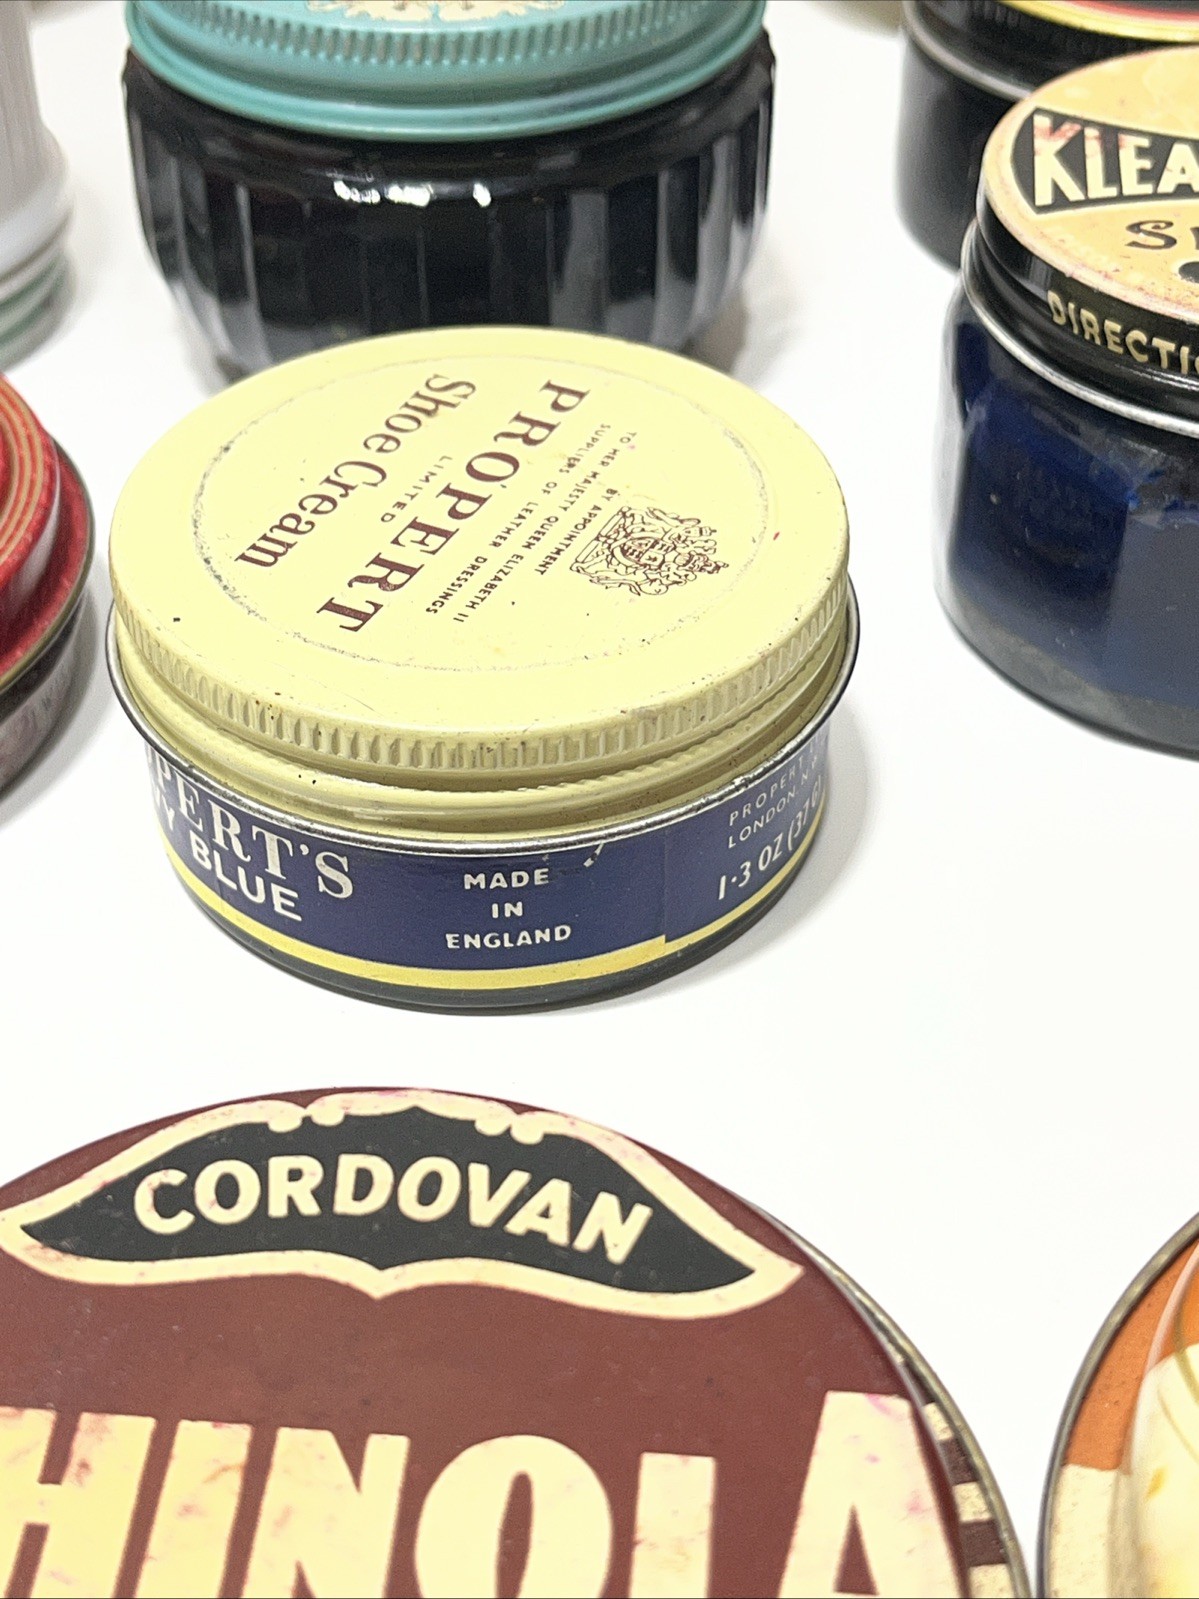 KLEA
DIRECTIO
BY APPOINTMENT
TO HER MAJESTY QUEEN ELIZABETH II
SUPPLIERS OF LEATHER DRESSINGS
PROPERT
LIMITED
Shoe Cream
PERT'S
Y BLUE
MADE
IN
ENGLAND
PROPERT
LONDON, N.
1·3 OZ (37 G)
CORDOVAN
HINOLA